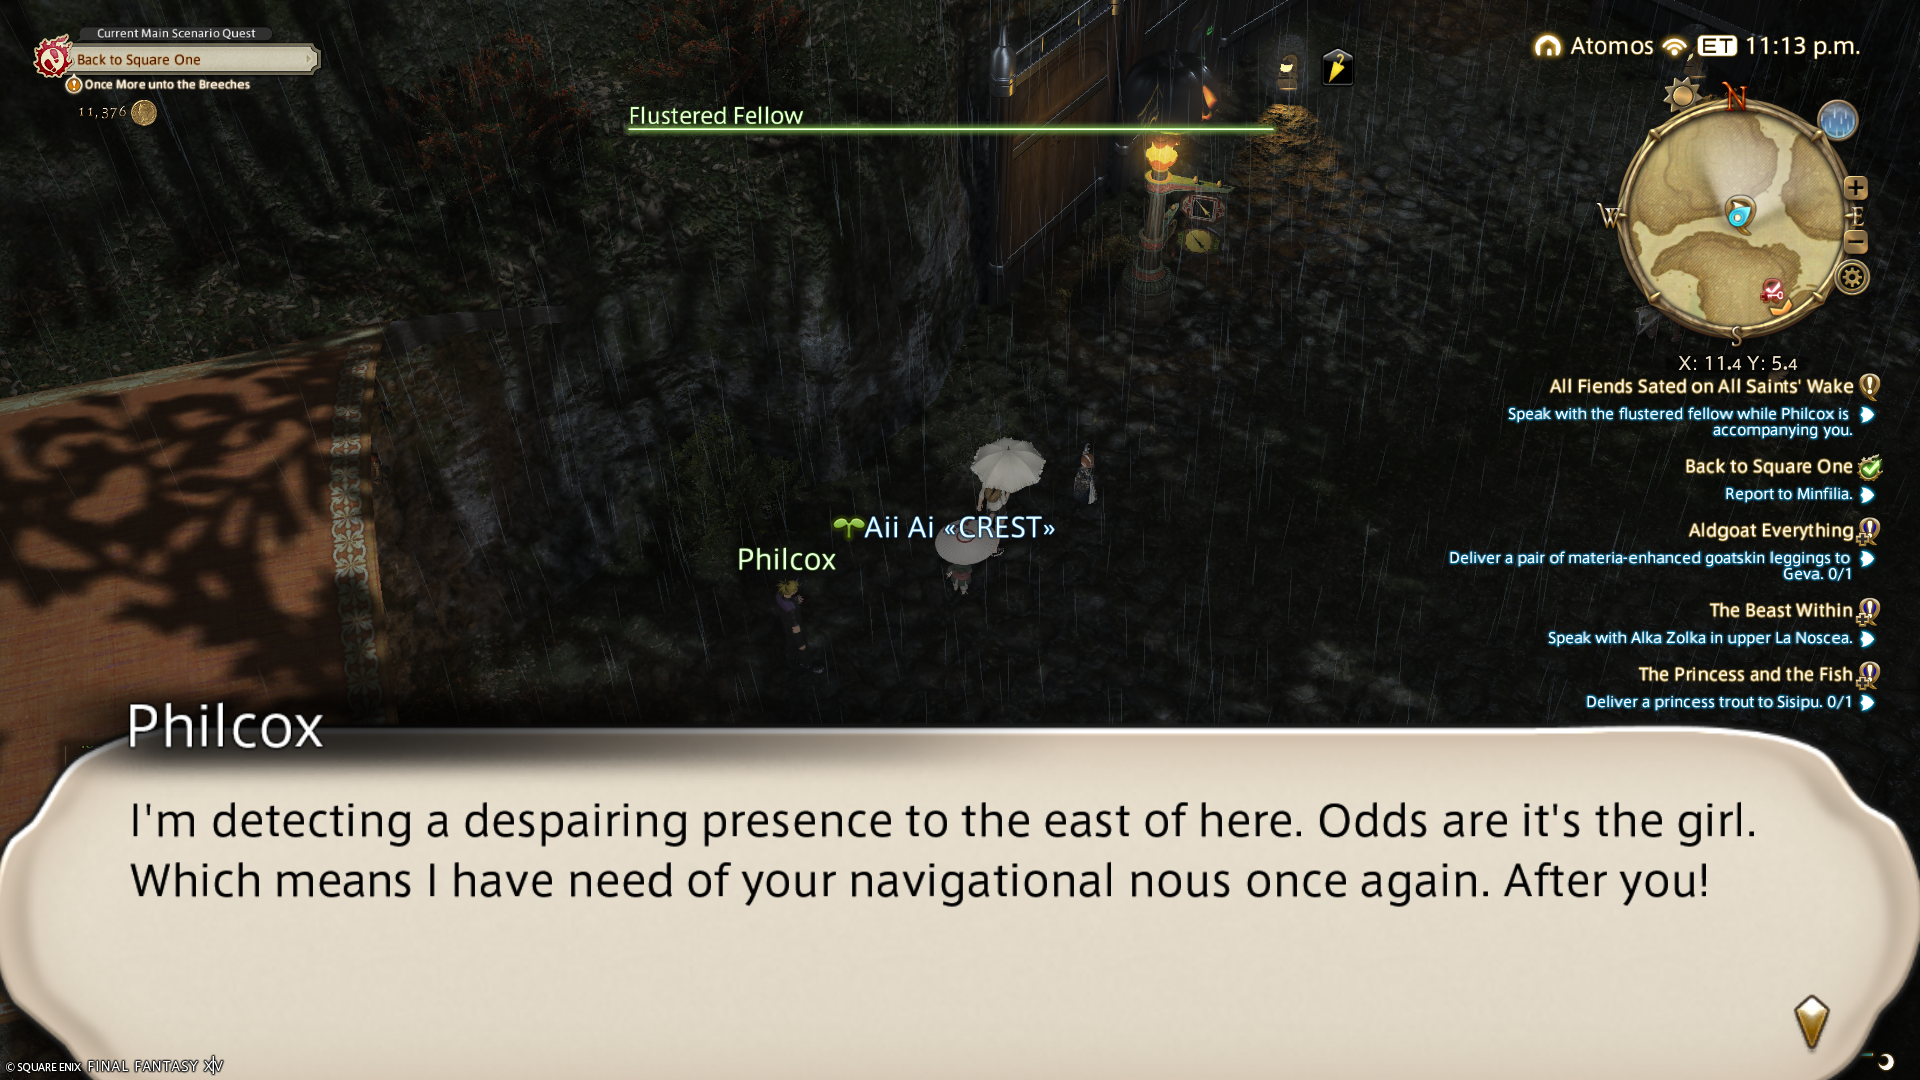 Current Main Scenario Quest
Back to Square One
Once More unto the Breeches
11,376
Flustered Fellow
Atomos ET 11:13 p.m.
N
W
E
S
X: 11.4 Y: 5.4
All Fiends Sated on All Saints' Wake
Speak with the flustered fellow while Philcox is
accompanying you.
Back to Square One
Report to Minfilia.
Aldgoat Everything
Deliver a pair of materia-enhanced goatskin leggings to
Geva. 0/1
The Beast Within
Speak with Alka Zolka in upper La Noscea.
The Princess and the Fish
Deliver a princess trout to Sisipu. 0/1
Aii Ai «CREST»
Philcox
Philcox
I'm detecting a despairing presence to the east of here. Odds are it's the girl.
Which means I have need of your navigational nous once again. After you!
© SQUARE ENIX FINAL FANTASY XIV